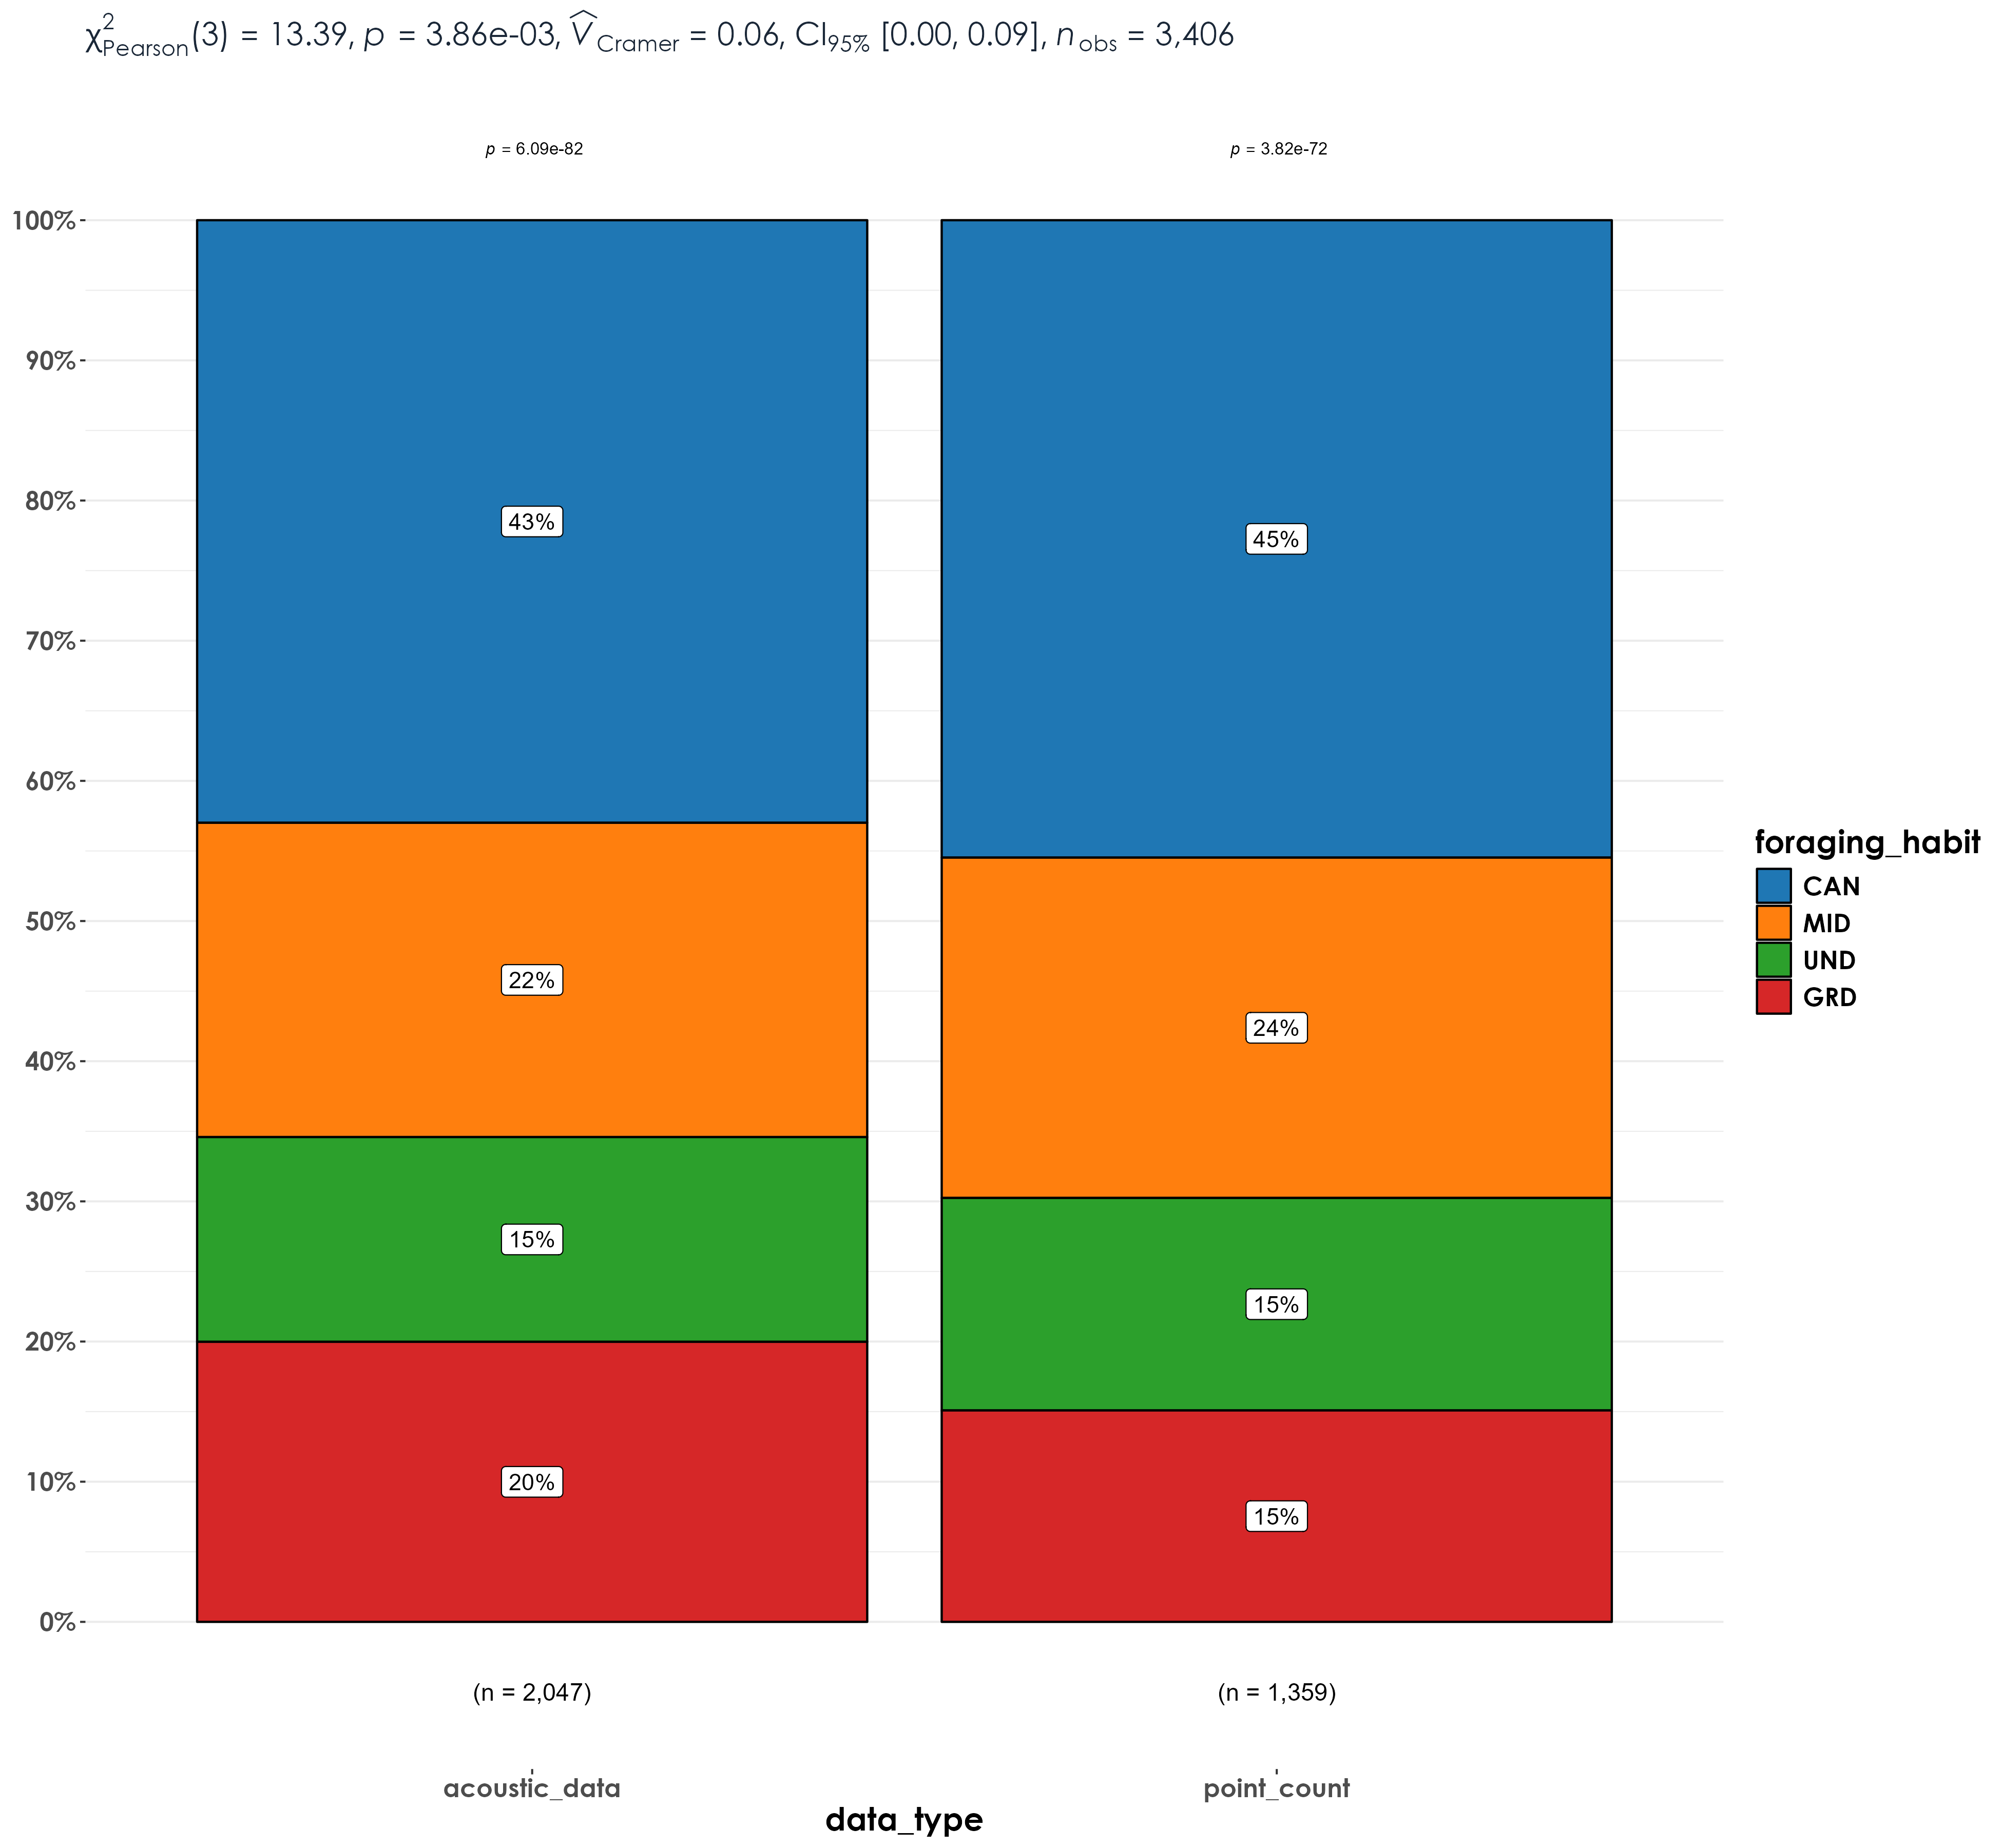 χ²Pearson(3) = 13.39, p = 3.86e-03, V̂Cramer = 0.06, CI95% [0.00, 0.09], nobs = 3,406
p = 6.09e-82 p = 3.82e-72
100%
90%
80%
43% 45%
70%
60%
foraging_habit
CAN
MID
UND
GRD
50%
22% 24%
40%
30%
15% 15%
20%
10%
20% 15%
0%
(n = 2,047) (n = 1,359)
acoustic_data point_count
data_type